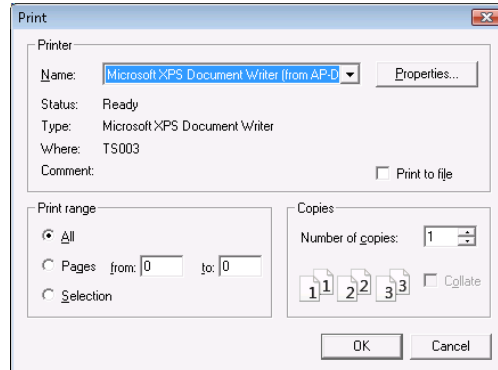 Print
Printer
Name: Microsoft XPS Document Writer (from AP-D Properties...
Status: Ready
Type: Microsoft XPS Document Writer
Where: TS003
Comment: Print to file
Print range
All
Pages from: 0 to: 0
Selection
Copies
Number of copies: 1
1 1 2 2 3 3 Collate
OK Cancel